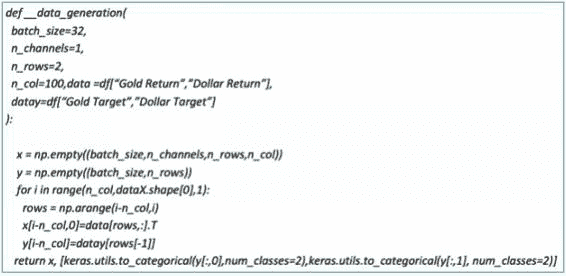 def__data_generation(
batch_size=32,
n_channels=1,
n_rows=2,
n_col=100,data =df[“Gold Return”,”Dollar Return”],
datay=df[“Gold Target”,”Dollar Target”]
):
x = np.empty((batch_size,n_channels,n_rows,n_col))
y = np.empty((batch_size,n_rows))
for i in range(n_col,dataX.shape[0],1):
rows = np.arange(i-n_col,i)
x[i-n_col,0]=data[rows,:].T
y[i-n_col]=datay[rows[-1]]
return x, [keras.utils.to_categorical(y[:,0],num_classes=2),keras.utils.to_categorical(y[:,1], num_classes=2)]